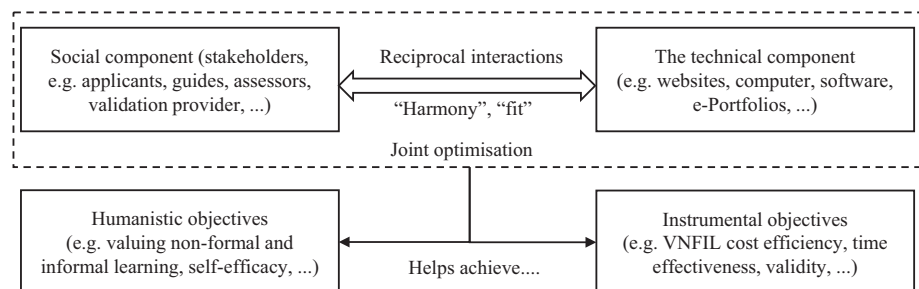 Social component (stakeholders,
e.g. applicants, guides, assessors,
validation provider, ...)
Reciprocal interactions
“Harmony”, “fit”
The technical component
(e.g. websites, computer, software,
e-Portfolios, ...)
Joint optimisation
Humanistic objectives
(e.g. valuing non-formal and
informal learning, self-efficacy, ...)
Helps achieve....
Instrumental objectives
(e.g. VNFIL cost efficiency, time
effectiveness, validity, ...)